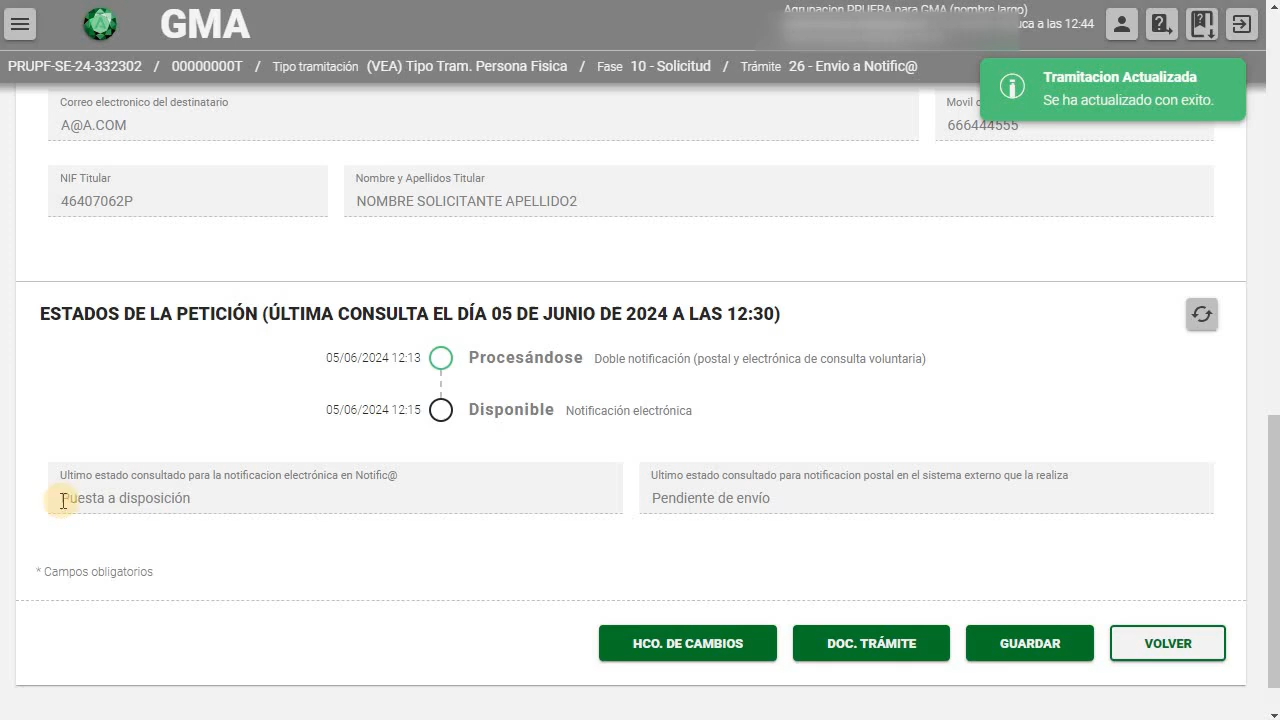 GMA
Agrupacion PRUEBA para GMA (nombre largo)
a las 12:44
PRUPF-SE-24-332302 / 00000000T / Tipo tramitación (VEA) Tipo Tram. Persona Fisica / Fase 10 - Solicitud / Trámite 26 - Envio a Notific@
Tramitacion Actualizada
Se ha actualizado con exito.
Correo electronico del destinatario
Movil
A@A.COM
666444555
NIF Titular
Nombre y Apellidos Titular
46407062P
NOMBRE SOLICITANTE APELLIDO2
ESTADOS DE LA PETICIÓN (ÚLTIMA CONSULTA EL DÍA 05 DE JUNIO DE 2024 A LAS 12:30)
05/06/2024 12:13 Procesándose Doble notificación (postal y electrónica de consulta voluntaria)
05/06/2024 12:15 Disponible Notificación electrónica
Ultimo estado consultado para la notificacion electrónica en Notific@
Ultimo estado consultado para notificacion postal en el sistema externo que la realiza
Puesta a disposición
Pendiente de envío
* Campos obligatorios
HCO. DE CAMBIOS
DOC. TRÁMITE
GUARDAR
VOLVER